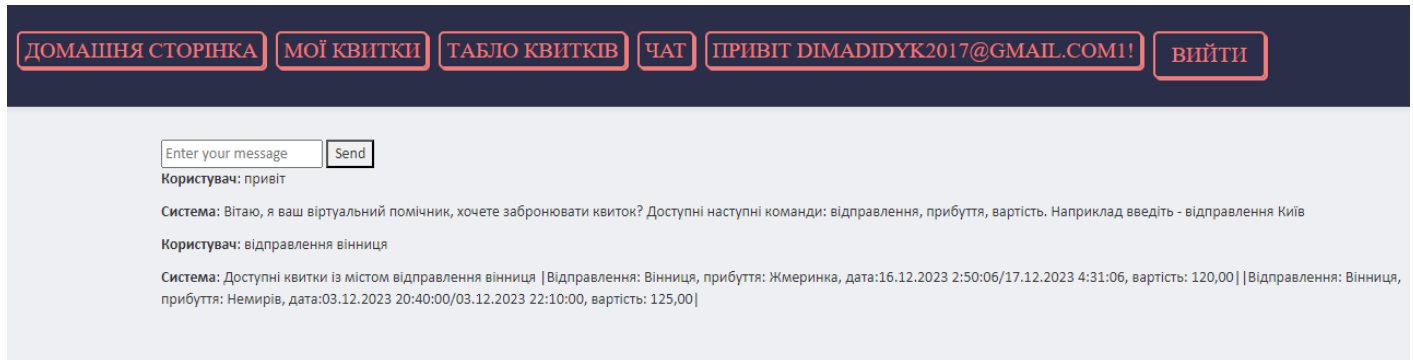 ДОМАШНЯ СТОРІНКА МОЇ КВИТКИ ТАБЛО КВИТКІВ ЧАТ ПРИВІТ DIMADIDYK2017@GMAIL.COM1! ВИЙТИ
Enter your message Send
Користувач: привіт
Система: Вітаю, я ваш віртуальний помічник, хочете забронювати квиток? Доступні наступні команди: відправлення, прибуття, вартість. Наприклад введіть - відправлення Київ
Користувач: відправлення вінниця
Система: Доступні квитки із містом відправлення вінниця |Відправлення: Вінниця, прибуття: Жмеринка, дата:16.12.2023 2:50:06/17.12.2023 4:31:06, вартість: 120,00||Відправлення: Вінниця,
прибуття: Немирів, дата:03.12.2023 20:40:00/03.12.2023 22:10:00, вартість: 125,00|